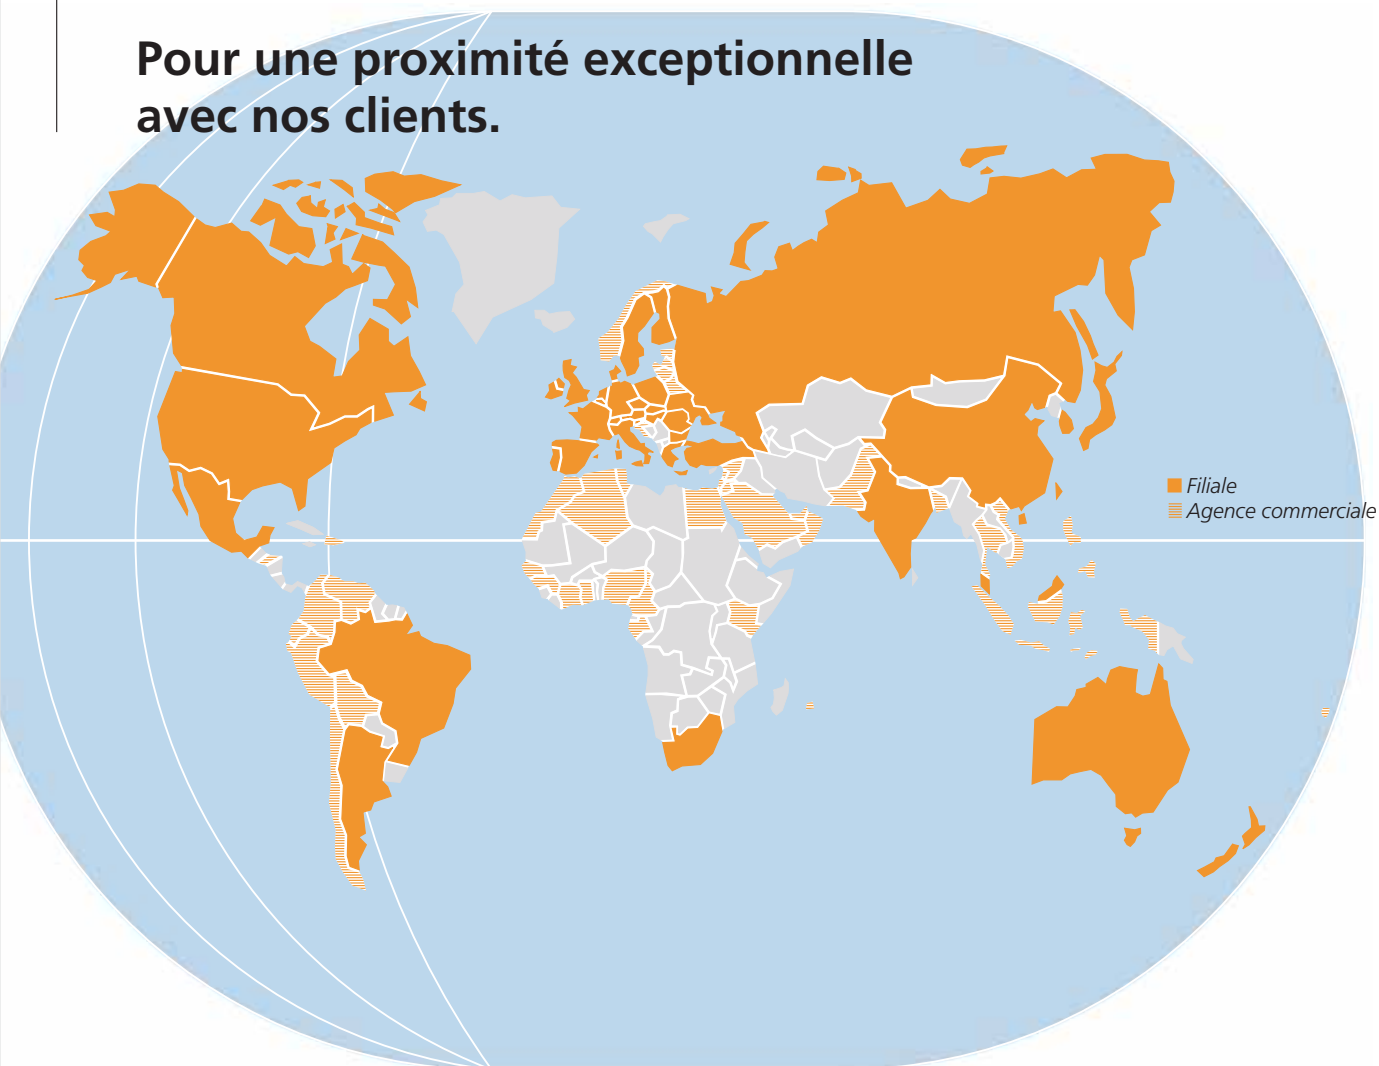 Pour une proximité exceptionnelle
avec nos clients.
Filiale
Agence commerciale